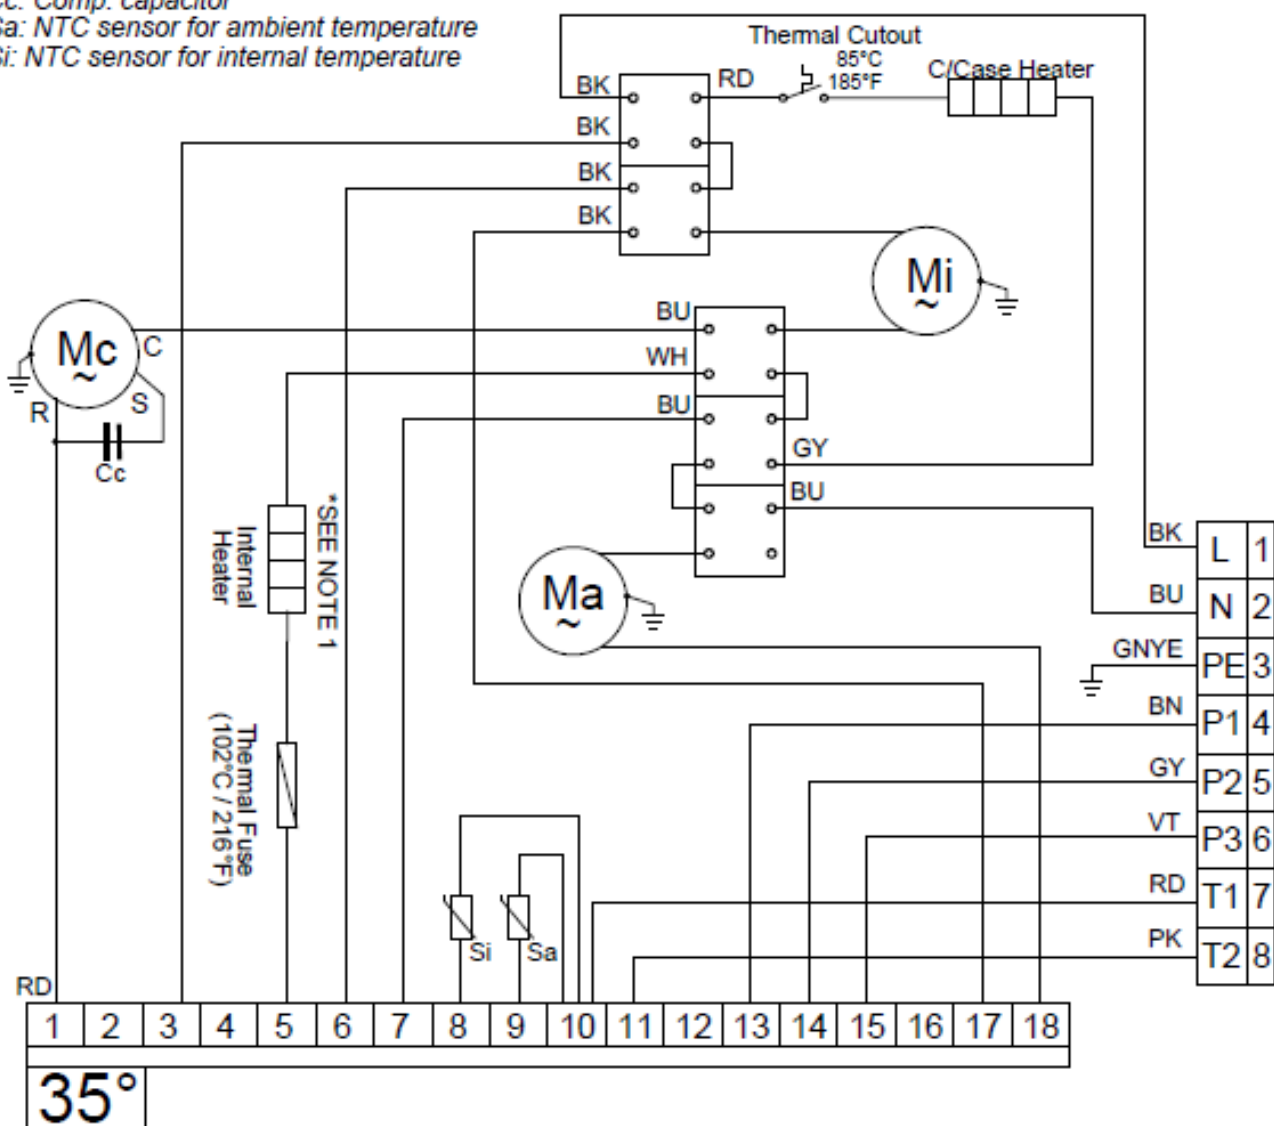 Cc: Comp. capacitor
Sa: NTC sensor for ambient temperature
Si: NTC sensor for internal temperature
Thermal Cutout
85°C
185°F
C/Case Heater
BK
RD
BK
BK
BK
Mi
~
BU
WH
BU
GY
BU
Mc
~
C
S
R
Cc
*SEE NOTE 1
Internal
Heater
Ma
~
Thermal Fuse
(102°C / 216°F)
Si
Sa
BK L 1
BU N 2
GNYE PE 3
BN P1 4
GY P2 5
VT P3 6
RD T1 7
PK T2 8
RD
1 2 3 4 5 6 7 8 9 10 11 12 13 14 15 16 17 18
35°